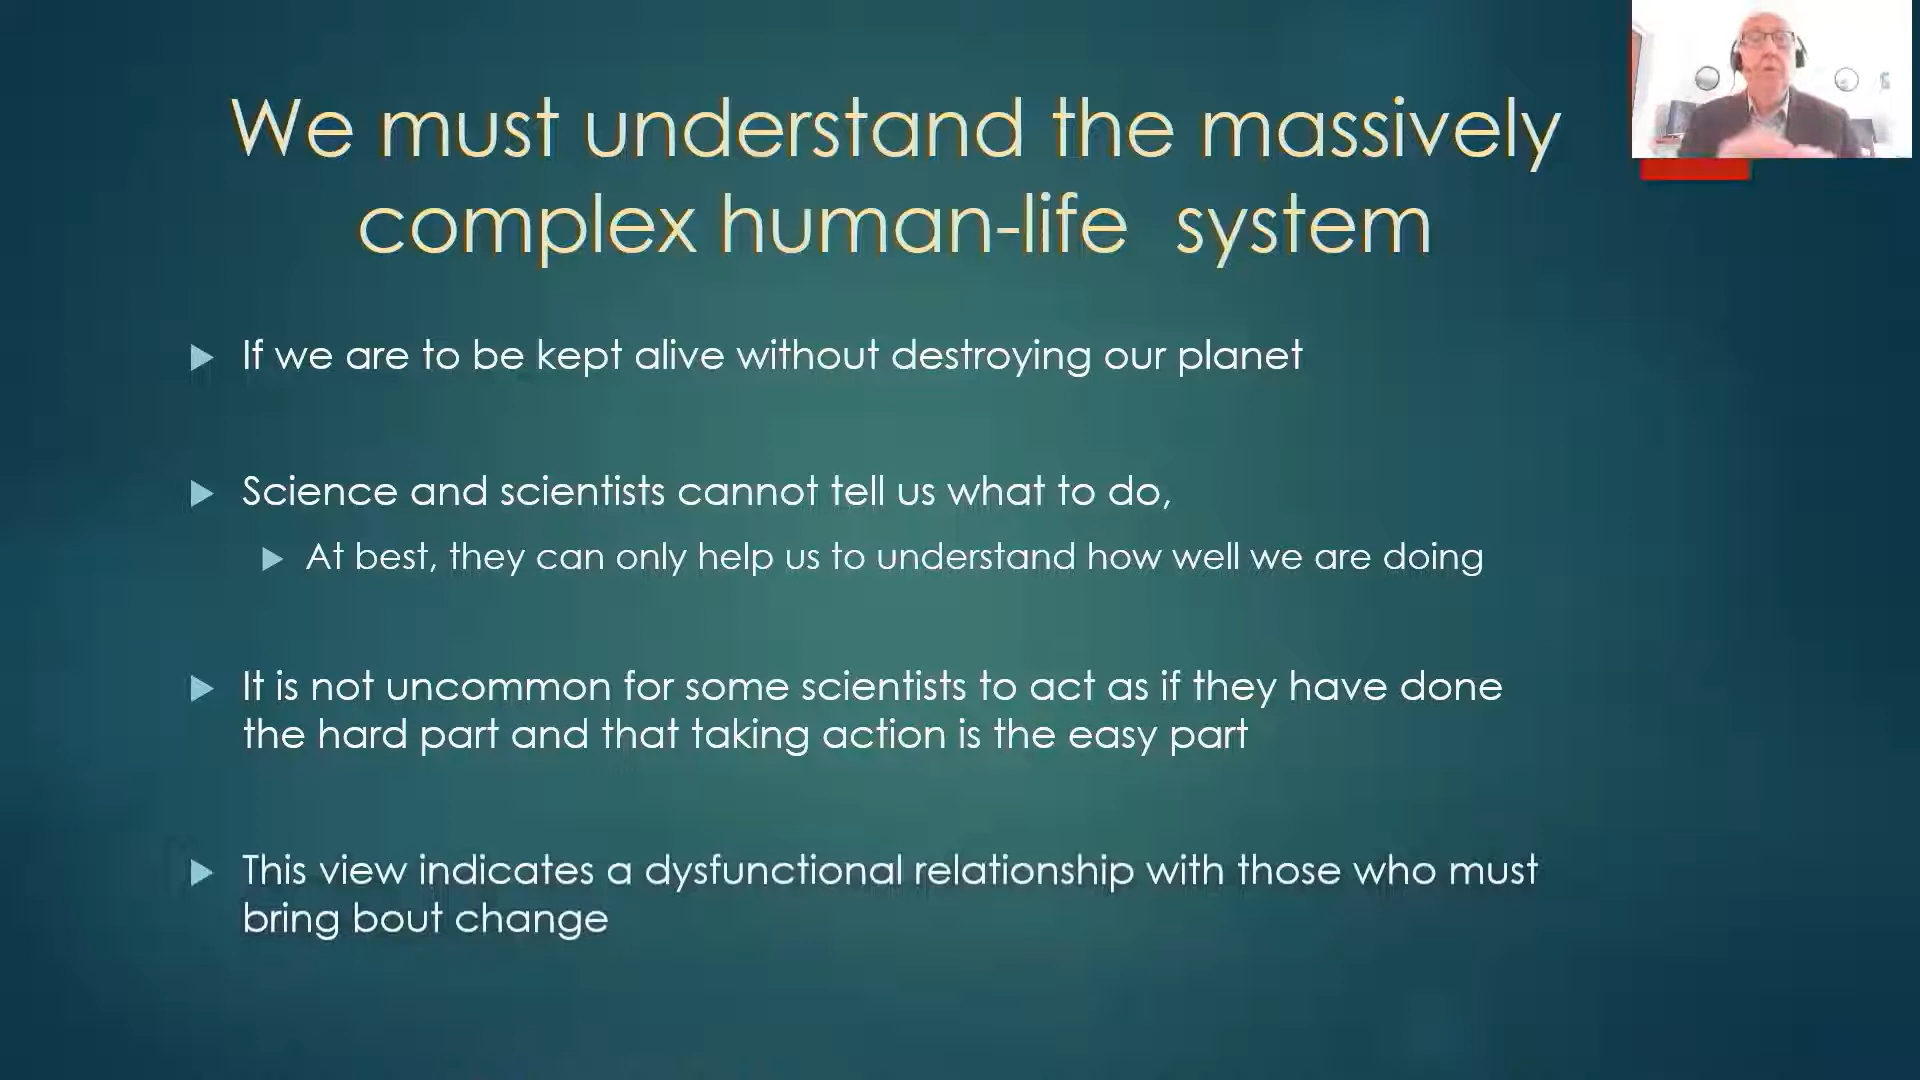 We must understand the massively
complex human-life system
If we are to be kept alive without destroying our planet
Science and scientists cannot tell us what to do,
At best, they can only help us to understand how well we are doing
It is not uncommon for some scientists to act as if they have done
the hard part and that taking action is the easy part
This view indicates a dysfunctional relationship with those who must
bring bout change